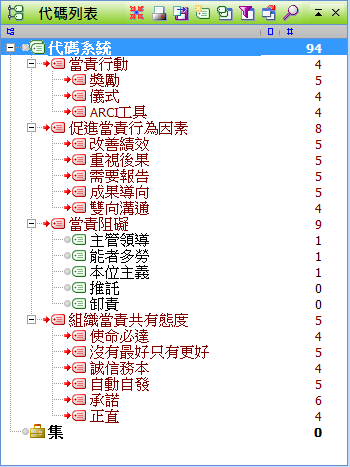 代碼列表
代碼系統 94
當責行動 4
獎勵 5
儀式 4
ARCI工具 4
促進當責行為因素 8
改善績效 5
重視後果 5
需要報告 5
成果導向 5
雙向溝通 4
當責阻礙 9
主管領導 1
能者多勞 1
本位主義 1
推託 0
卸責 0
組織當責共有態度 5
使命必達 4
沒有最好只有更好 5
誠信務本 4
自動自發 5
承諾 6
正直 4
集 0